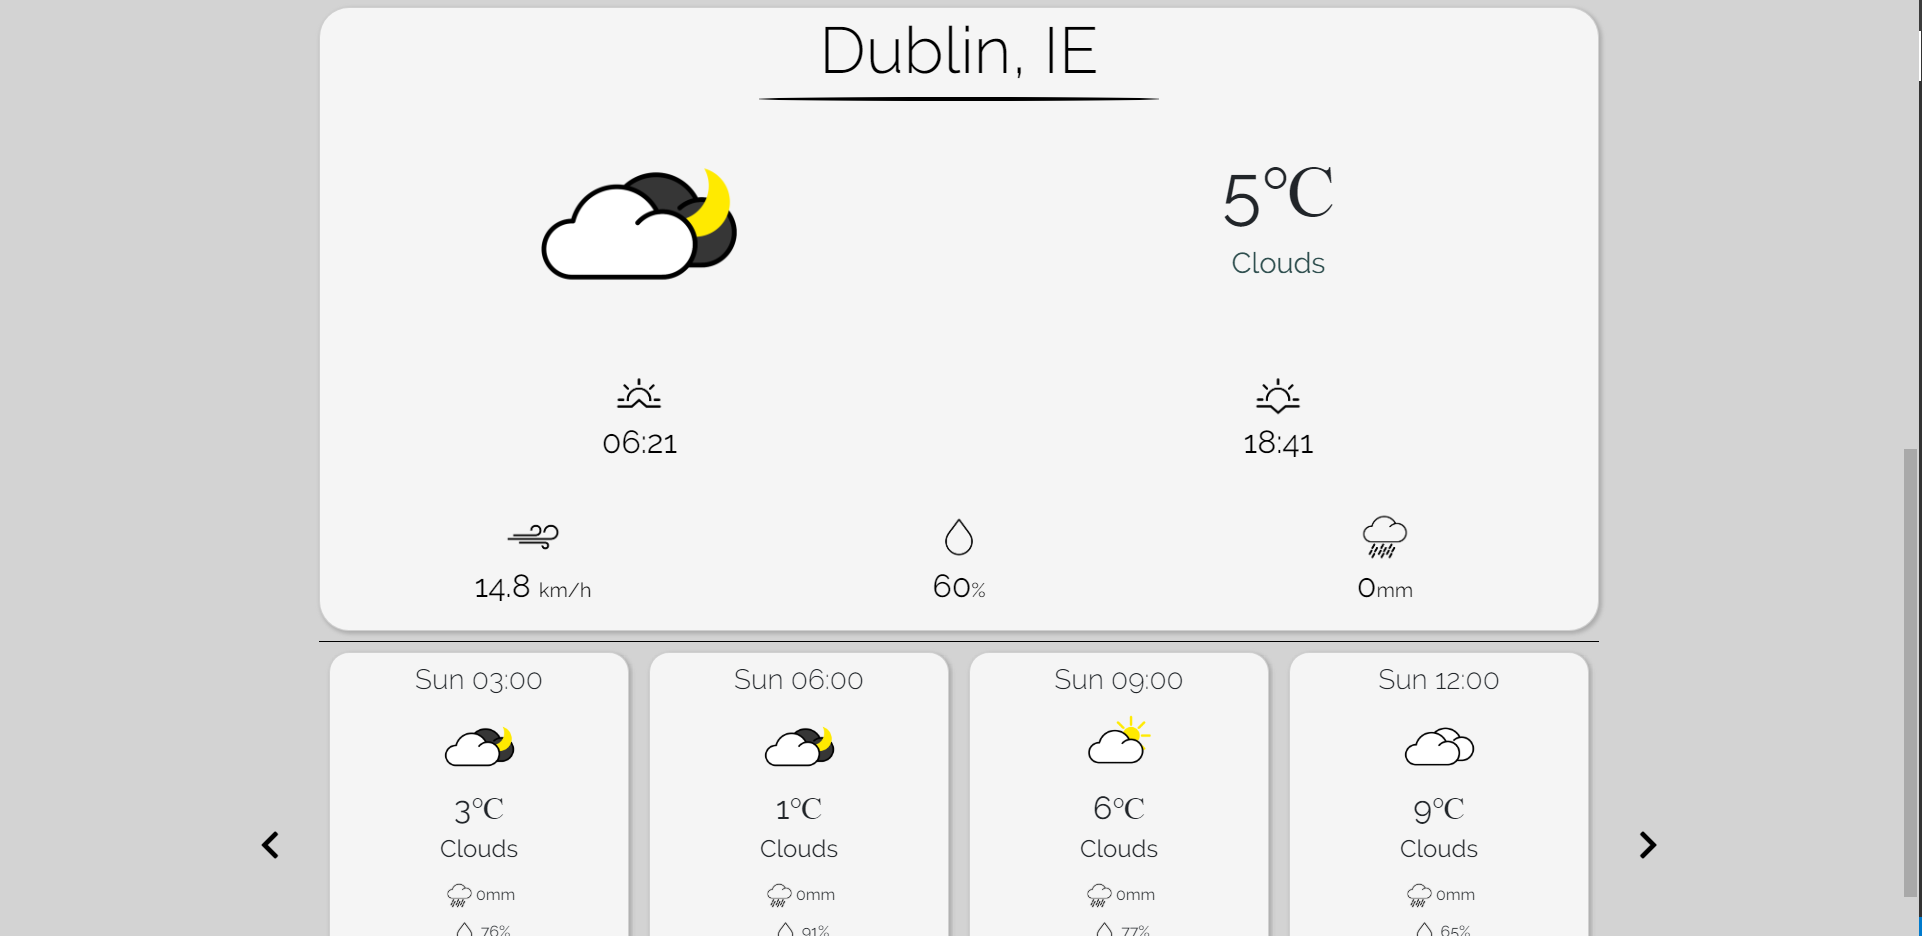 Dublin, IE
5°C
Clouds
06:21
18:41
14.8 km/h
60%
0mm
Sun 03:00
3°C
Clouds
0mm
76%
Sun 06:00
1°C
Clouds
0mm
91%
Sun 09:00
6°C
Clouds
0mm
77%
Sun 12:00
9°C
Clouds
0mm
65%